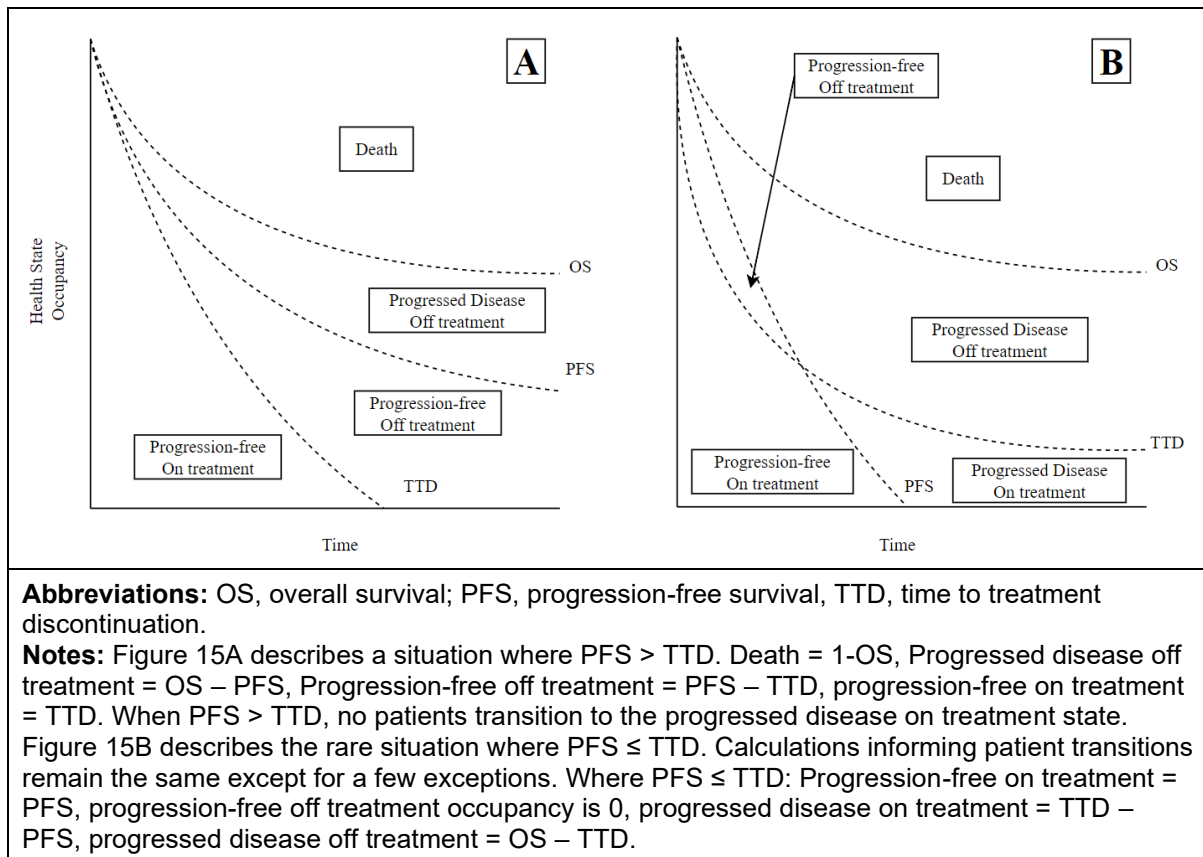 A
Death
Health State
Occupancy
OS
Progressed Disease
Off treatment
PFS
Progression-free
Off treatment
Progression-free
On treatment
TTD
Time
B
Progression-free
Off treatment
Death
OS
Progressed Disease
Off treatment
TTD
Progression-free
On treatment
Progressed Disease
On treatment
PFS
Time
Abbreviations: OS, overall survival; PFS, progression-free survival, TTD, time to treatment
discontinuation.
Notes: Figure 15A describes a situation where PFS > TTD. Death = 1-OS, Progressed disease off
treatment = OS – PFS, Progression-free off treatment = PFS – TTD, progression-free on treatment
= TTD. When PFS > TTD, no patients transition to the progressed disease on treatment state.
Figure 15B describes the rare situation where PFS ≤ TTD. Calculations informing patient transitions
remain the same except for a few exceptions. Where PFS ≤ TTD: Progression-free on treatment =
PFS, progression-free off treatment occupancy is 0, progressed disease on treatment = TTD –
PFS, progressed disease off treatment = OS – TTD.